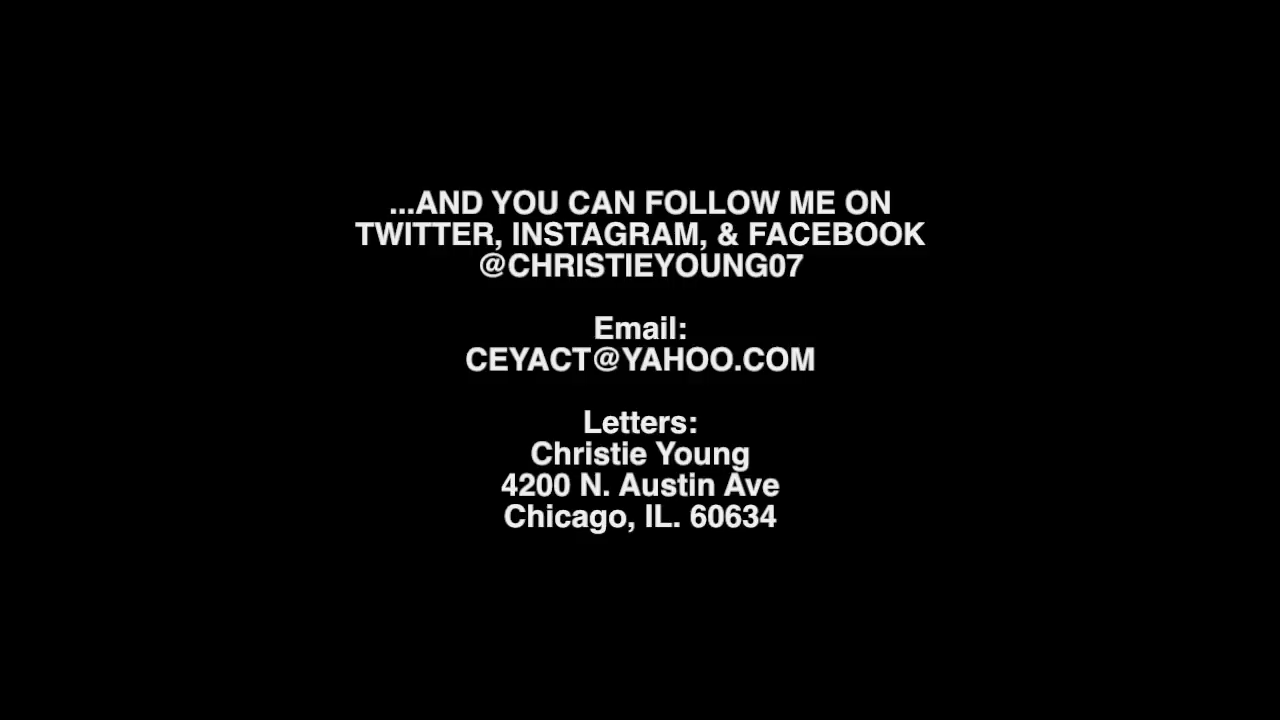 ...AND YOU CAN FOLLOW ME ON
TWITTER, INSTAGRAM, & FACEBOOK
@CHRISTIEYOUNG07
Email:
CEYACT@YAHOO.COM
Letters:
Christie Young
4200 N. Austin Ave
Chicago, IL. 60634